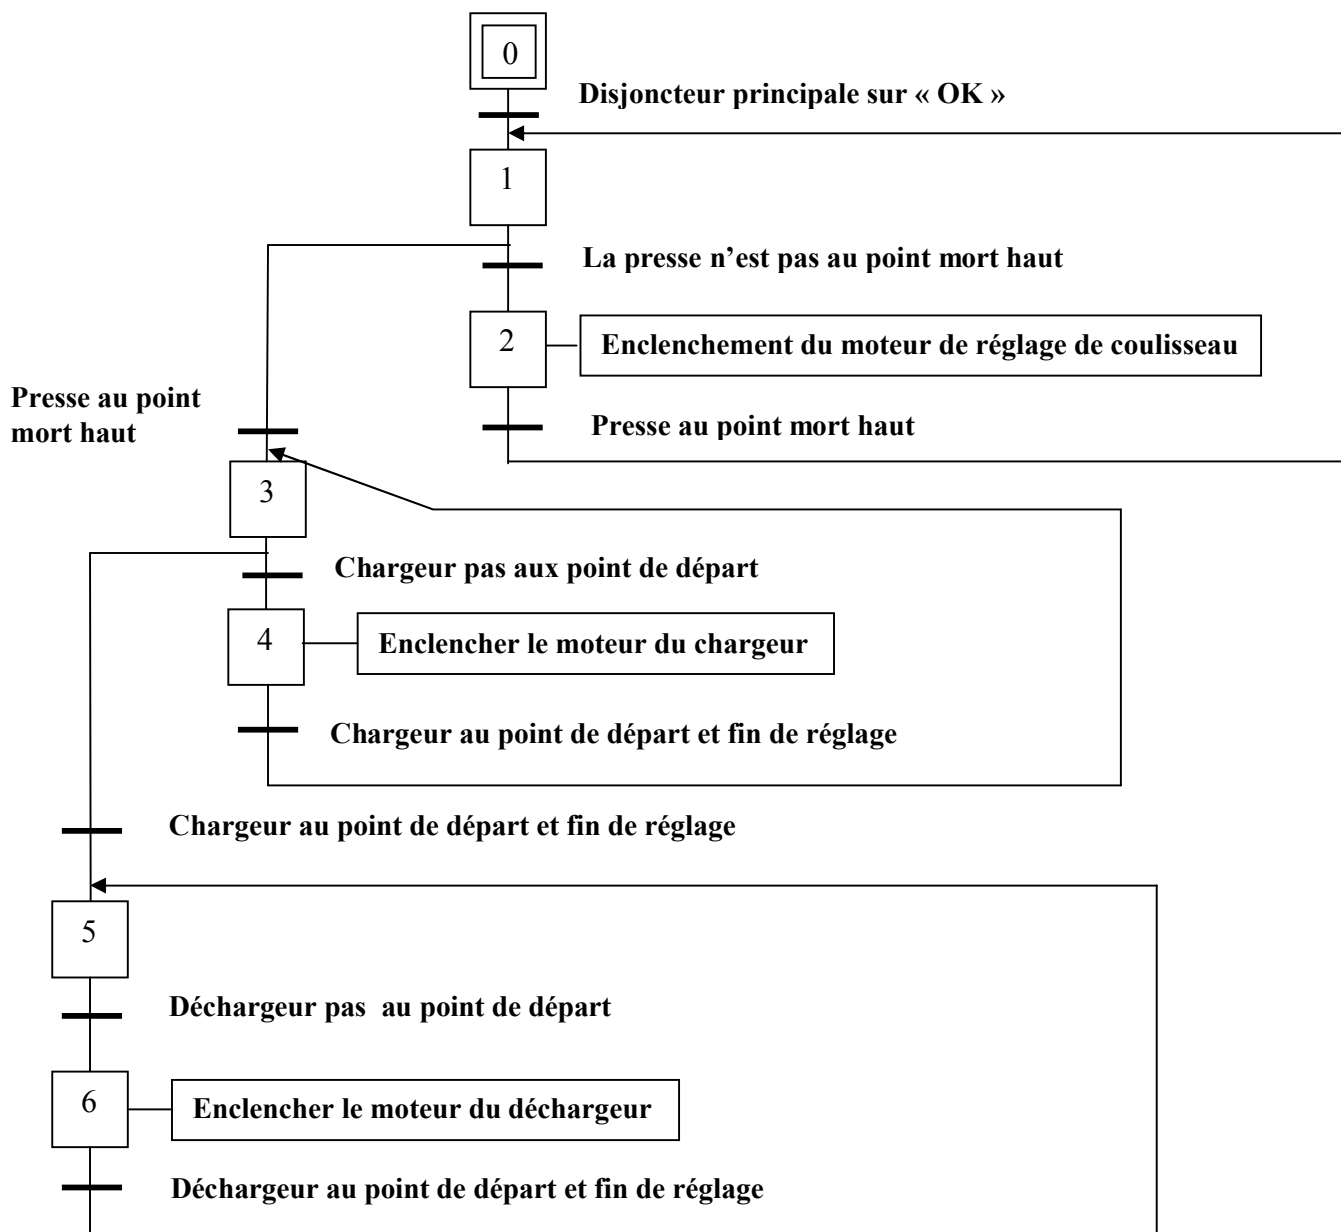 0
Disjoncteur principale sur « OK »
1
La presse n’est pas au point mort haut
2
Enclenchement du moteur de réglage de coulisseau
Presse au point
mort haut
Presse au point mort haut
3
Chargeur pas aux point de départ
4
Enclencher le moteur du chargeur
Chargeur au point de départ et fin de réglage
Chargeur au point de départ et fin de réglage
5
Déchargeur pas  au point de départ
6
Enclencher le moteur du déchargeur
Déchargeur au point de départ et fin de réglage